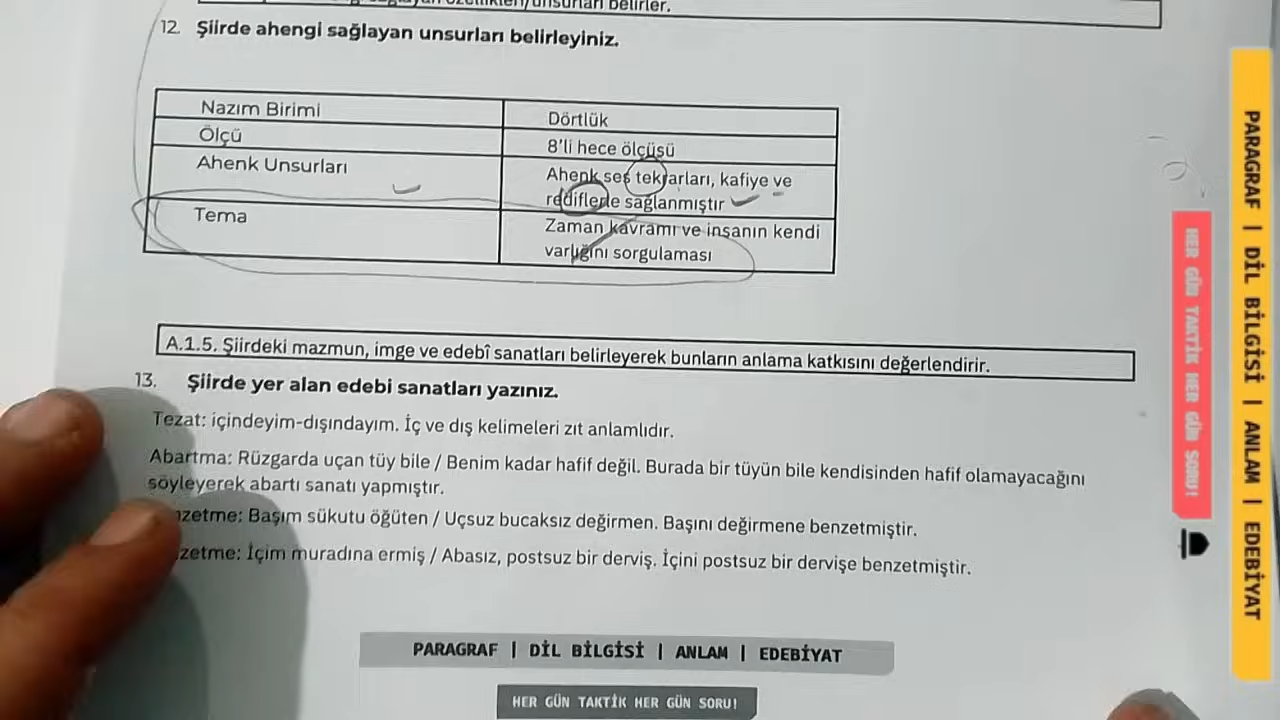 özellikleri/unsurları belirler.
12. Şiirde ahengi sağlayan unsurları belirleyiniz.
Nazım Birimi
Dörtlük
Ölçü
8'li hece ölçüsü
Ahenk Unsurları
Ahenk ses tekrarları, kafiye ve
rediflerle sağlanmıştır
Tema
Zaman kavramı ve insanın kendi
varlığını sorgulaması
A.1.5. Şiirdeki mazmun, imge ve edebî sanatları belirleyerek bunların anlama katkısını değerlendirir.
13. Şiirde yer alan edebi sanatları yazınız.
Tezat: içindeyim-dışındayım. İç ve dış kelimeleri zıt anlamlıdır.
Abartma: Rüzgarda uçan tüy bile / Benim kadar hafif değil. Burada bir tüyün bile kendisinden hafif olamayacağını
söyleyerek abartı sanatı yapmıştır.
zetme: Başım sükutu öğüten / Uçsuz bucaksız değirmen. Başını değirmene benzetmiştir.
zetme: İçim muradına ermiş / Abasız, postsuz bir derviş. İçini postsuz bir dervişe benzetmiştir.
PARAGRAF | DİL BİLGİSİ | ANLAM | EDEBİYAT
HER GÜN TAKTİK HER GÜN SORU!
HER GÜN TAKTİK HER GÜN SORU!
PARAGRAF | DİL BİLGİSİ | ANLAM | EDEBİYAT